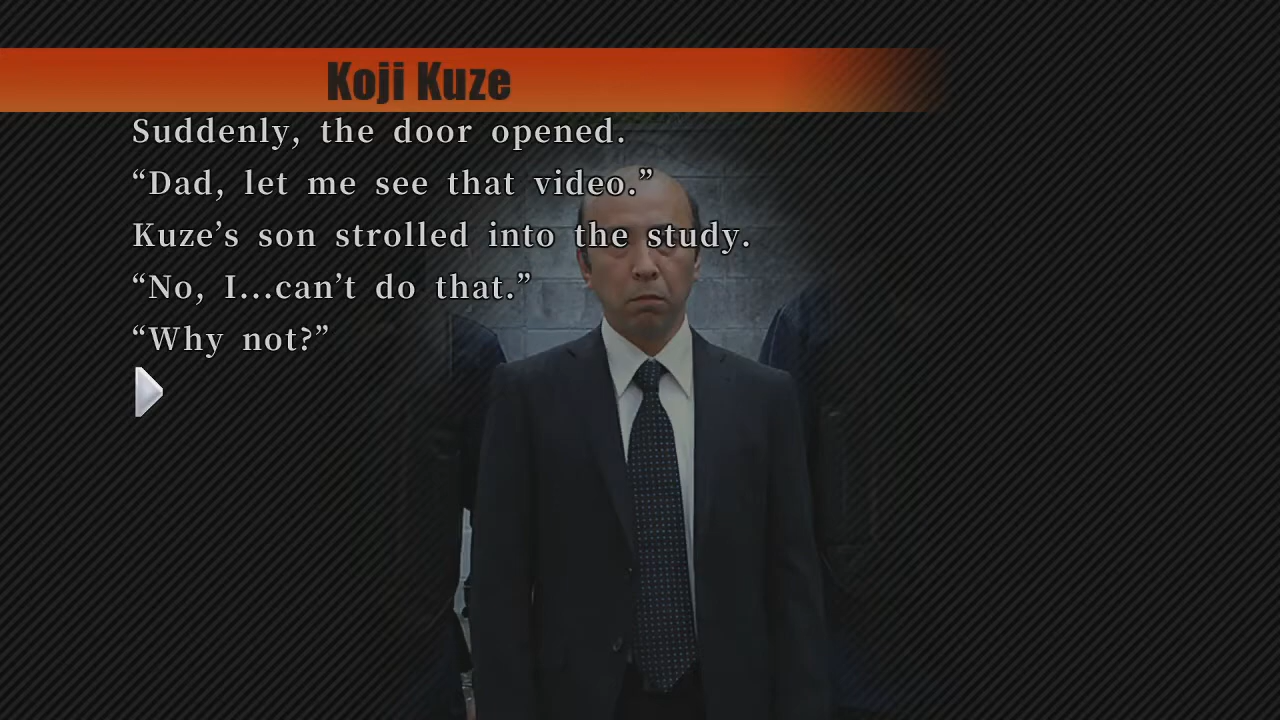 Koji Kuze
Suddenly, the door opened.
“Dad, let me see that video.”
Kuze’s son strolled into the study.
“No, I...can’t do that.”
“Why not?”